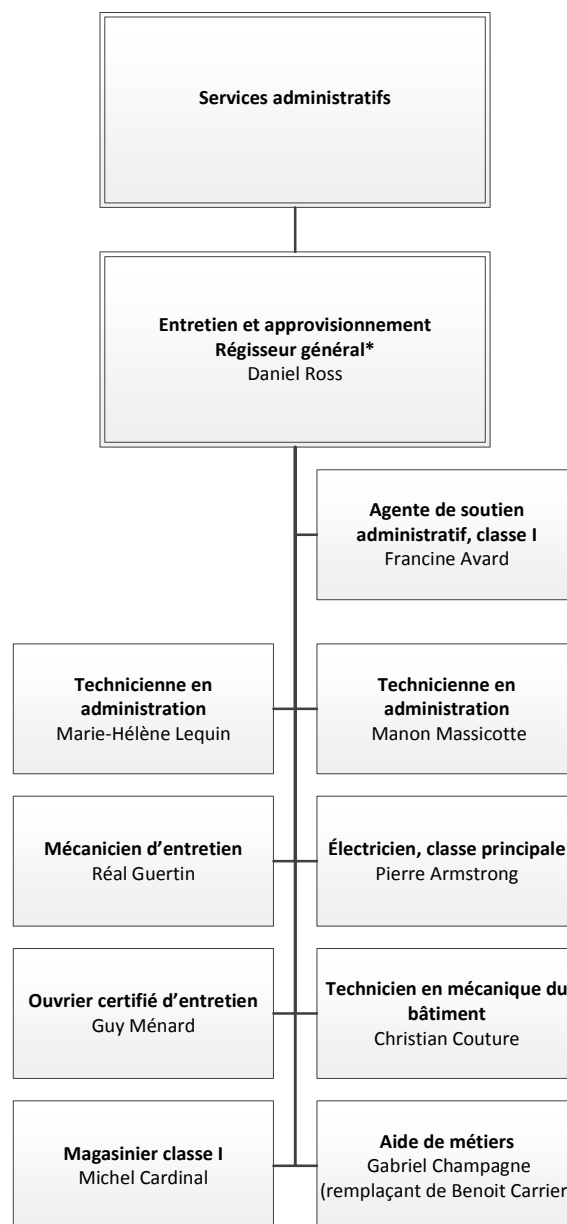 Services administratifs
Entretien et approvisionnement
Régisseur général*
Daniel Ross
Agente de soutien
administratif, classe I
Francine Avard
Technicienne en
administration
Marie-Hélène Lequin
Technicienne en
administration
Manon Massicotte
Mécanicien d’entretien
Réal Guertin
Électricien, classe principale
Pierre Armstrong
Ouvrier certifié d’entretien
Guy Ménard
Technicien en mécanique du
bâtiment
Christian Couture
Magasinier classe I
Michel Cardinal
Aide de métiers
Gabriel Champagne
(remplaçant de Benoit Carrier